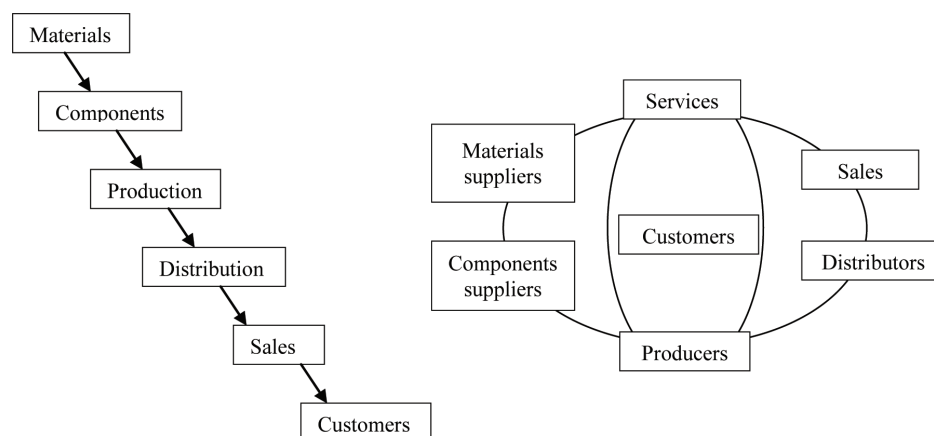 Materials
Components
Production
Distribution
Sales
Customers
Services
Materials
suppliers
Sales
Customers
Components
suppliers
Distributors
Producers